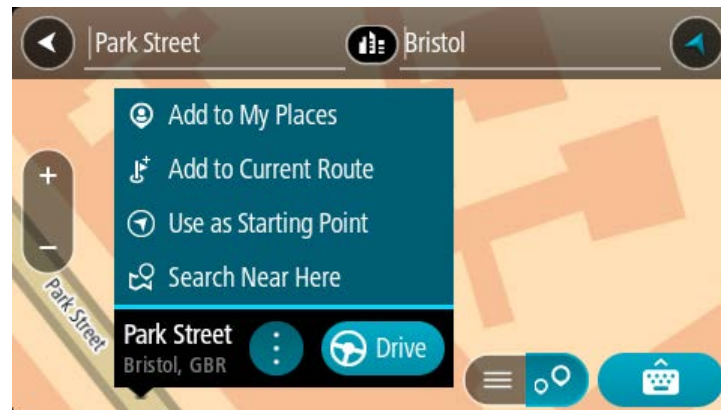 Park Street Bristol
Add to My Places
Add to Current Route
Use as Starting Point
Search Near Here
Park Street
Park Street
Bristol, GBR
Drive